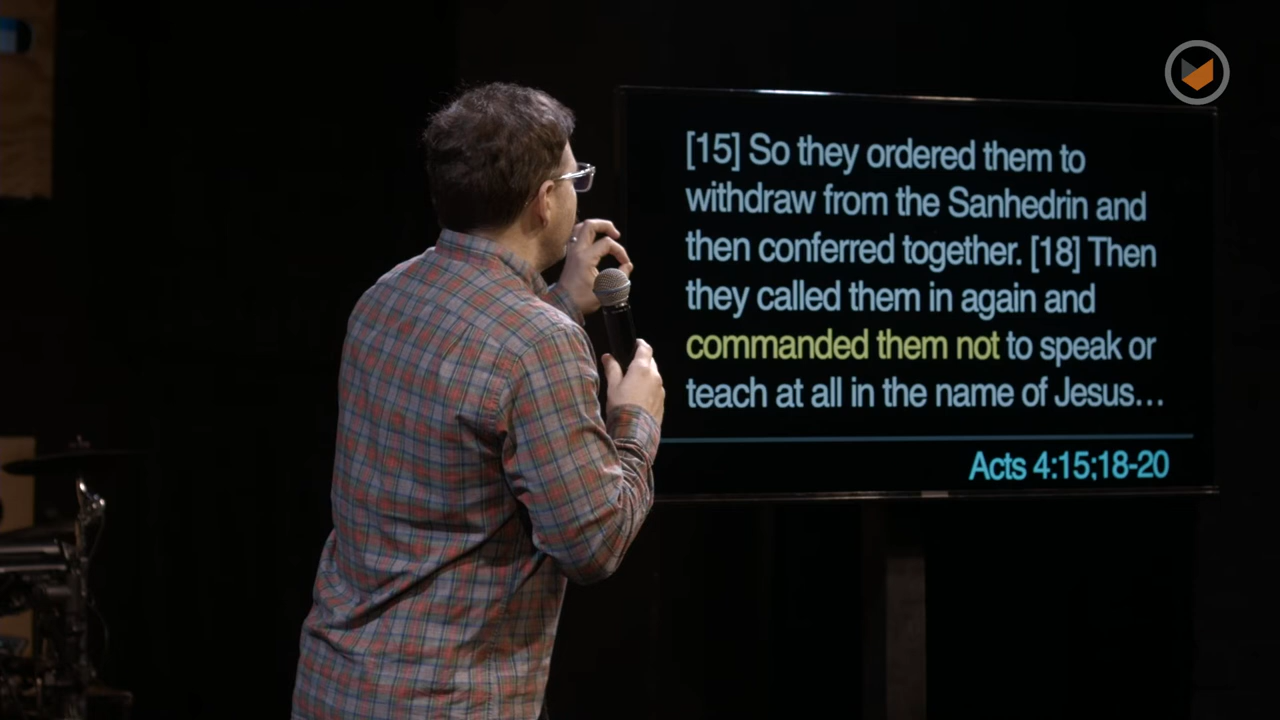 [15] So they ordered them to
withdraw from the Sanhedrin and
then conferred together. [18] Then
they called them in again and
commanded them not to speak or
teach at all in the name of Jesus…
Acts 4:15;18-20